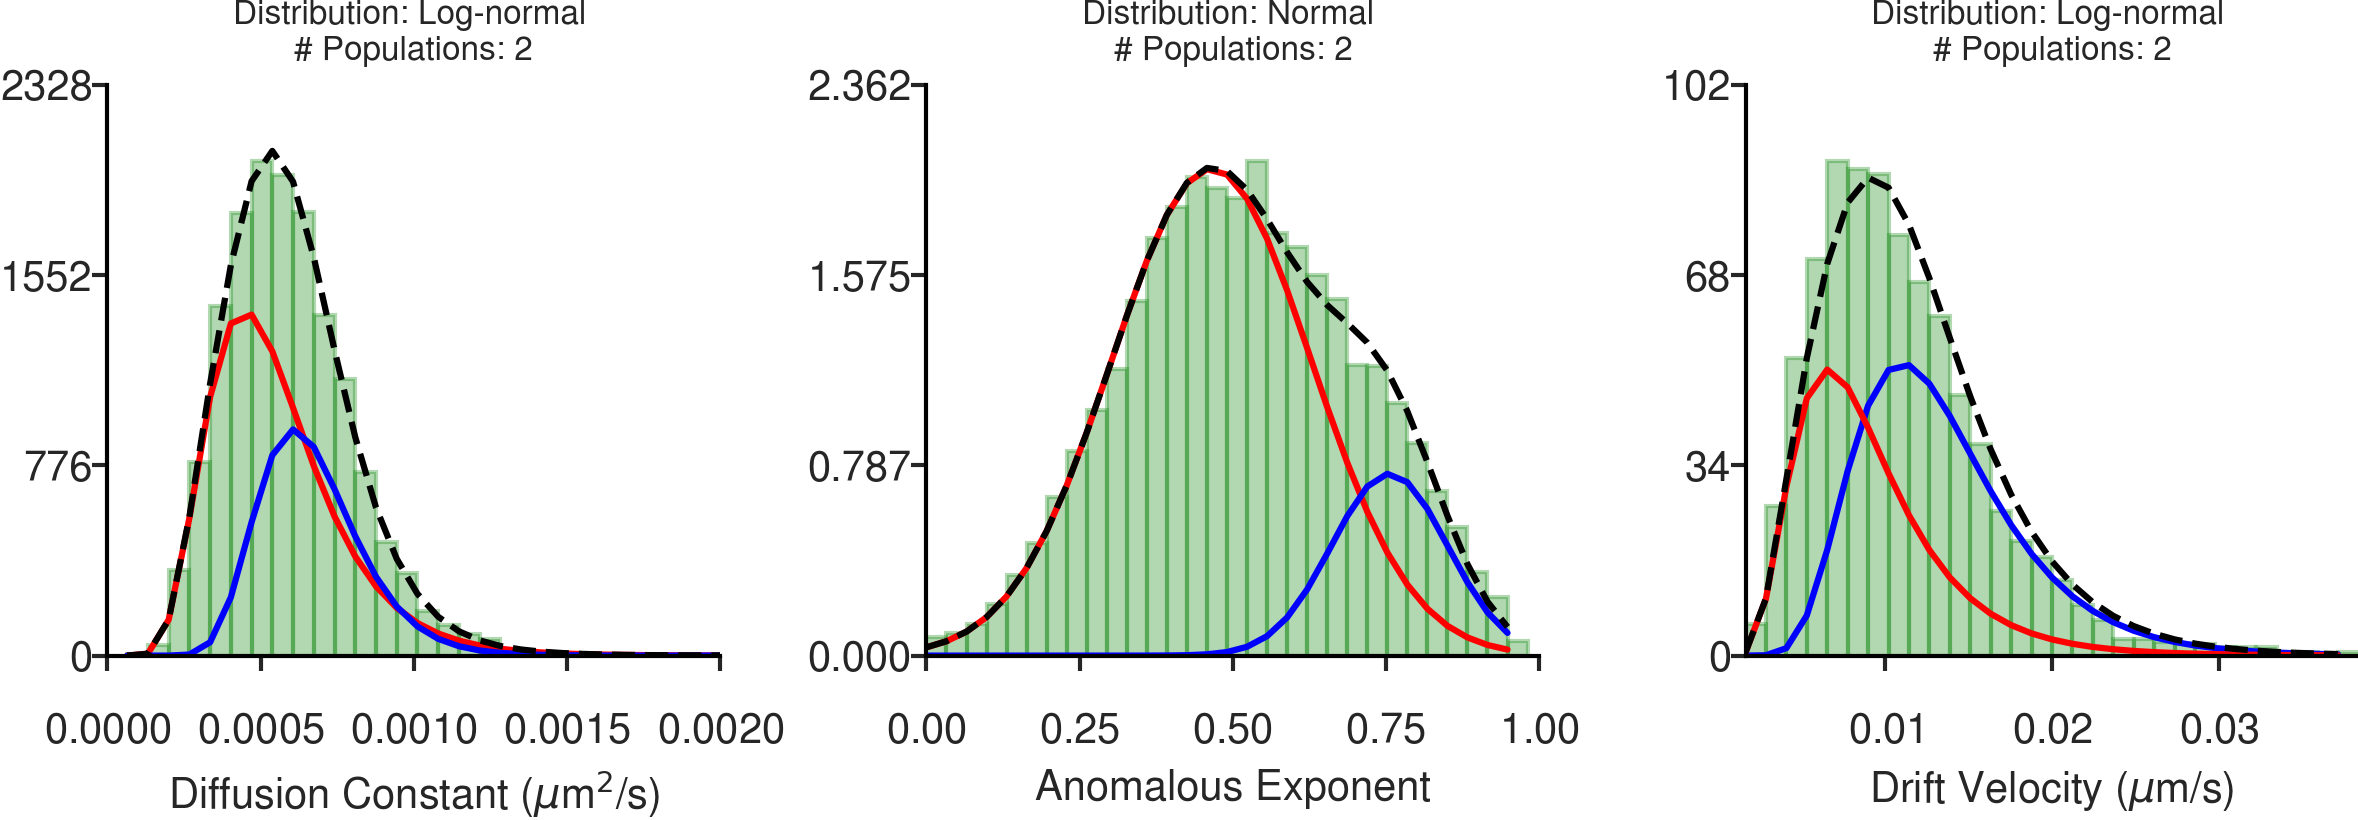 Distribution: Log-normal
# Populations: 2
2328
1552
776
0
0.0000 0.0005 0.0010 0.0015 0.0020
Diffusion Constant (μm²/s)
Distribution: Normal
# Populations: 2
2.362
1.575
0.787
0.000
0.00 0.25 0.50 0.75 1.00
Anomalous Exponent
Distribution: Log-normal
# Populations: 2
102
68
34
0
0.01 0.02 0.03
Drift Velocity (μm/s)